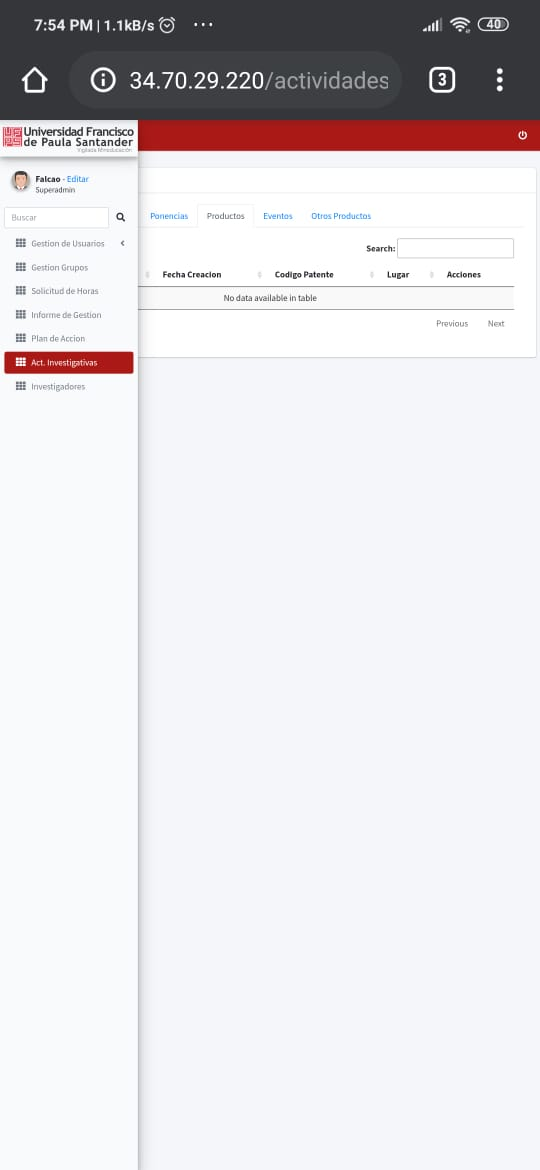 7:54 PM | 1.1kB/s ...
40
34.70.29.220/actividades
3
Universidad Francisco
de Paula Santander
Vigilada Mineducación
Falcao - Editar
Superadmin
Buscar
Gestion de Usuarios
Gestion Grupos
Solicitud de Horas
Informe de Gestion
Plan de Accion
Act. Investigativas
Investigadores
Ponencias Productos Eventos Otros Productos
Search:
Fecha Creacion Codigo Patente Lugar Acciones
No data available in table
Previous Next